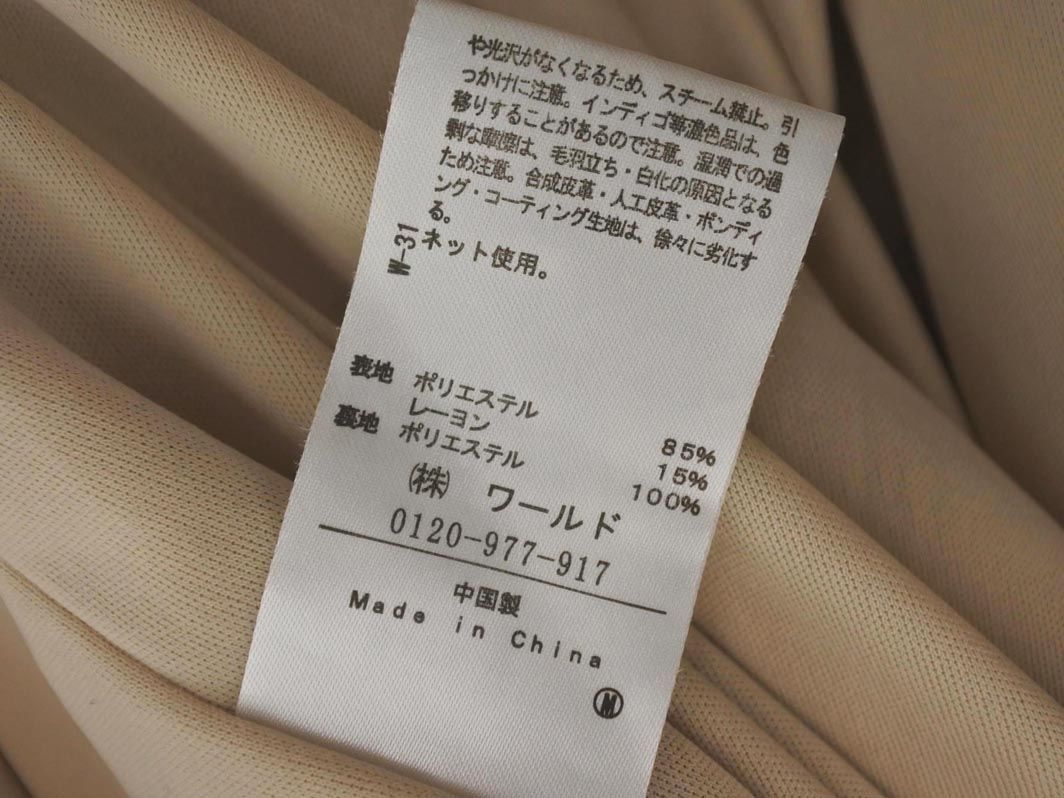 や光沢がなくなるため、スチーム禁止。引
っかけに注意。インディゴ等濃色品は、色
移りすることがあるので注意。湿潤での過
剰な摩擦は、毛羽立ち・白化の原因となる
ため注意。合成皮革・人工皮革・ボンディ
ング・コーティング生地は、徐々に劣化す
る。
W-31
ネット使用。
表地 ポリエステル 85%
レーヨン 15%
裏地 ポリエステル 100%
㈱ ワールド
0120-977-917
中国製
Made in China
Ⓜ